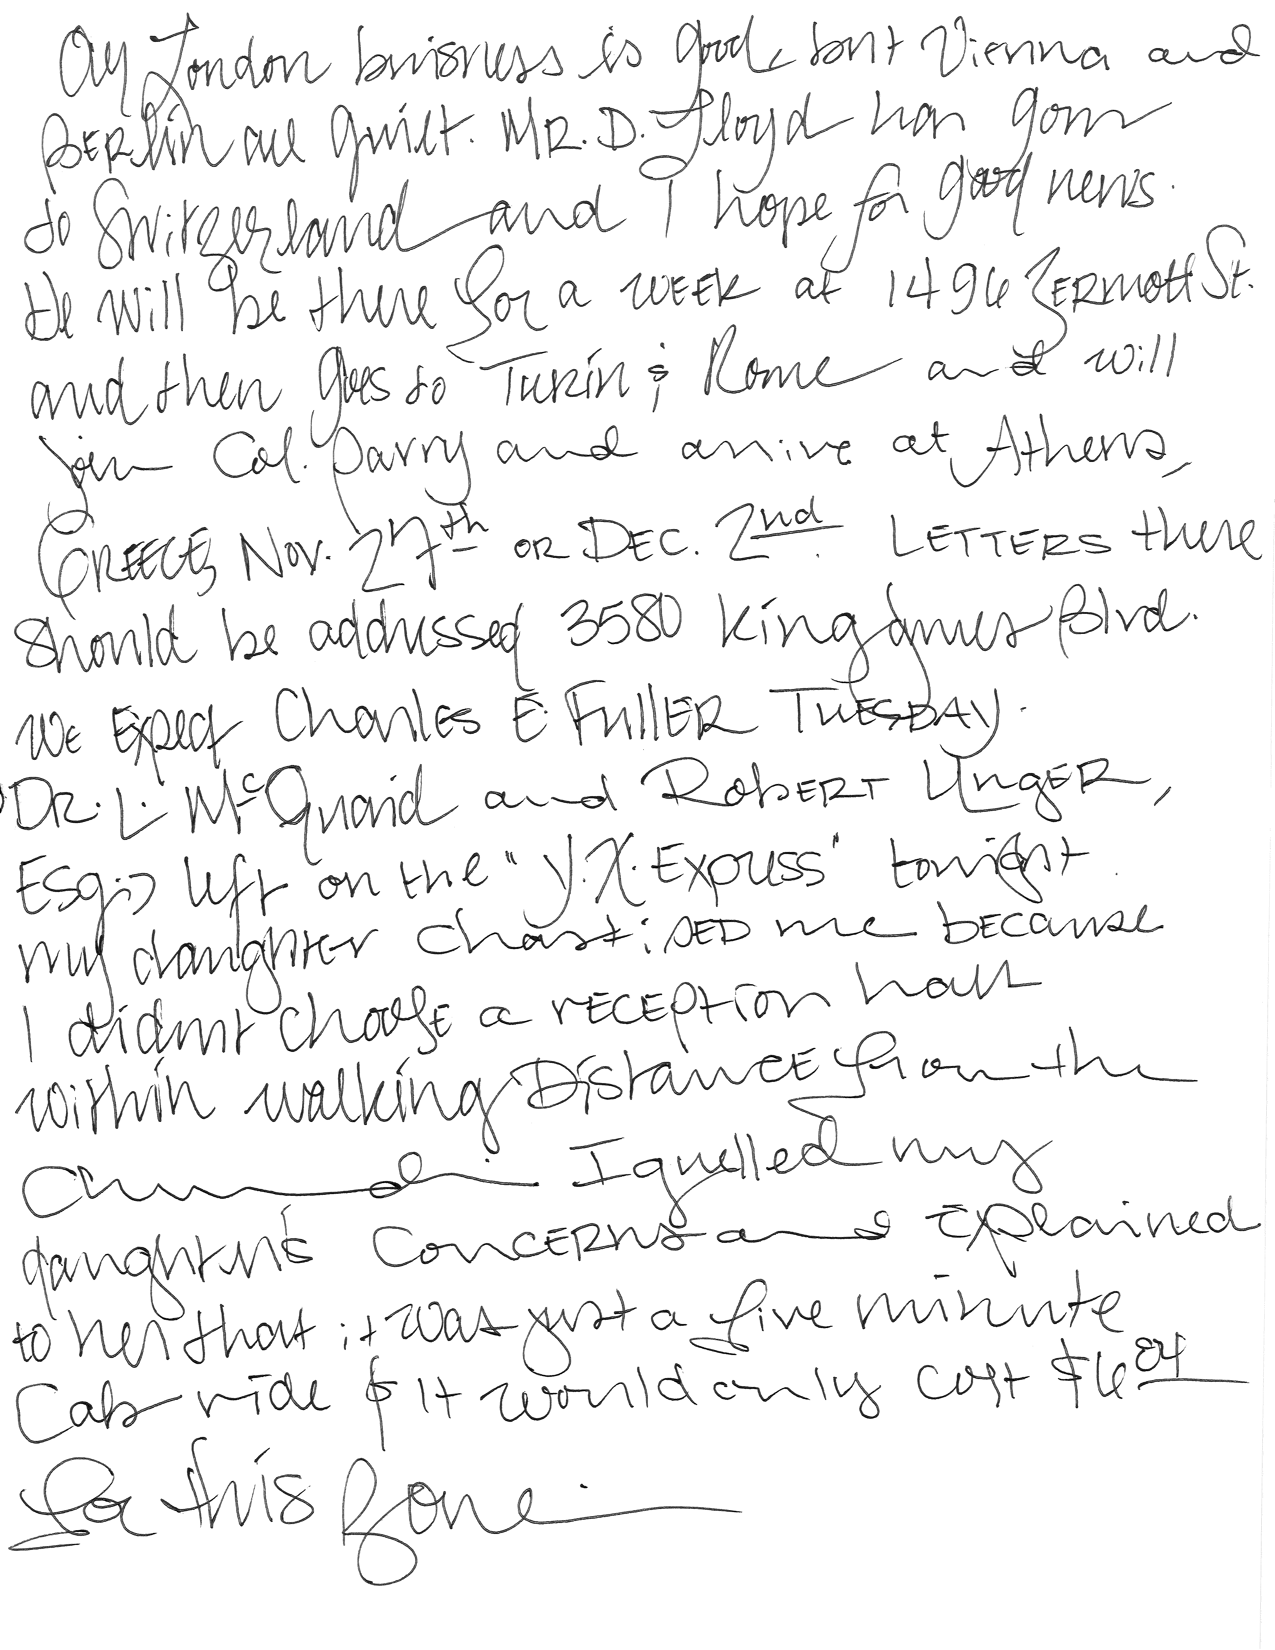 Our London buisness is good, but Vienna and
BERlin are quiet. MR. D. Floyd has gone
to Switzerland and I hope for good news.
He will be there for a WEEK at 1496 ZERmott St.
and then goes to TURin & Rome and will
join Col. Parry and arrive at Athens,
GREECE, Nov. 27th OR DEC. 2nd. LETTERS there
should be addressed 3580 King James Blvd.
We Expect Charles E. FullER TUESDAY.
DR. L. McQuaid and RobERT UngER,
Esq., left on the "Y.X. Express" tonight.
My daughter chastised me because
I didn't choose a reception hall
within walking Distance from the
Church. I quelled my
daughter's concerns and explained
to her that it was just a five minute
Cab ride & it would only cost $6 04
for this zone.